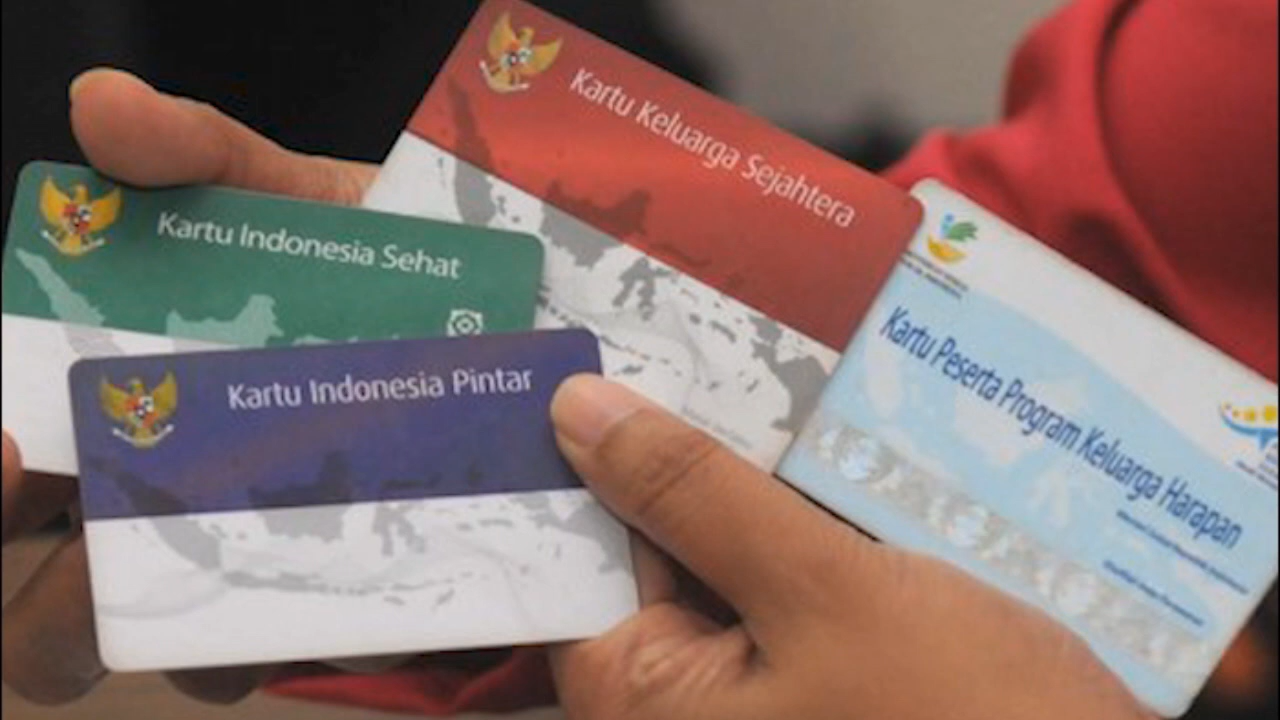 Kartu Keluarga Sejahtera
Kartu Indonesia Sehat
Kartu Indonesia Pintar
Kartu Peserta Program Keluarga Harapan